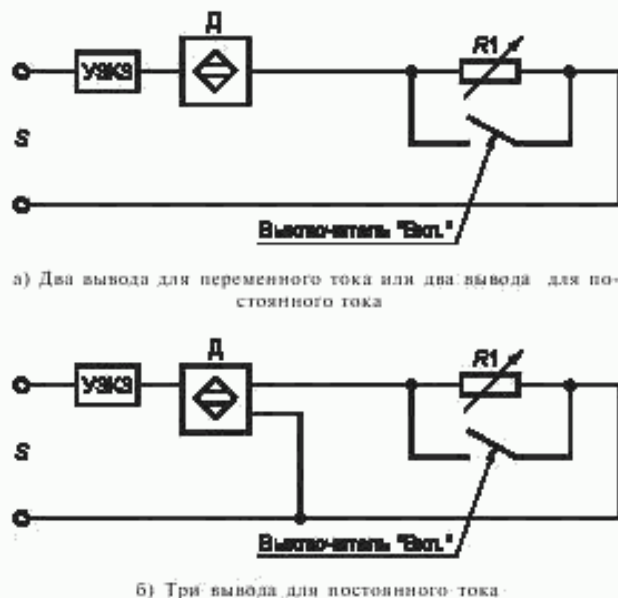 Д
R1
УЗКЗ
S
Выключатель "Вкл."
а) Два вывода для переменного тока или два вывода для по-
стоянного тока
Д
R1
УЗКЗ
S
Выключатель "Вкл."
б) Три вывода для постоянного тока